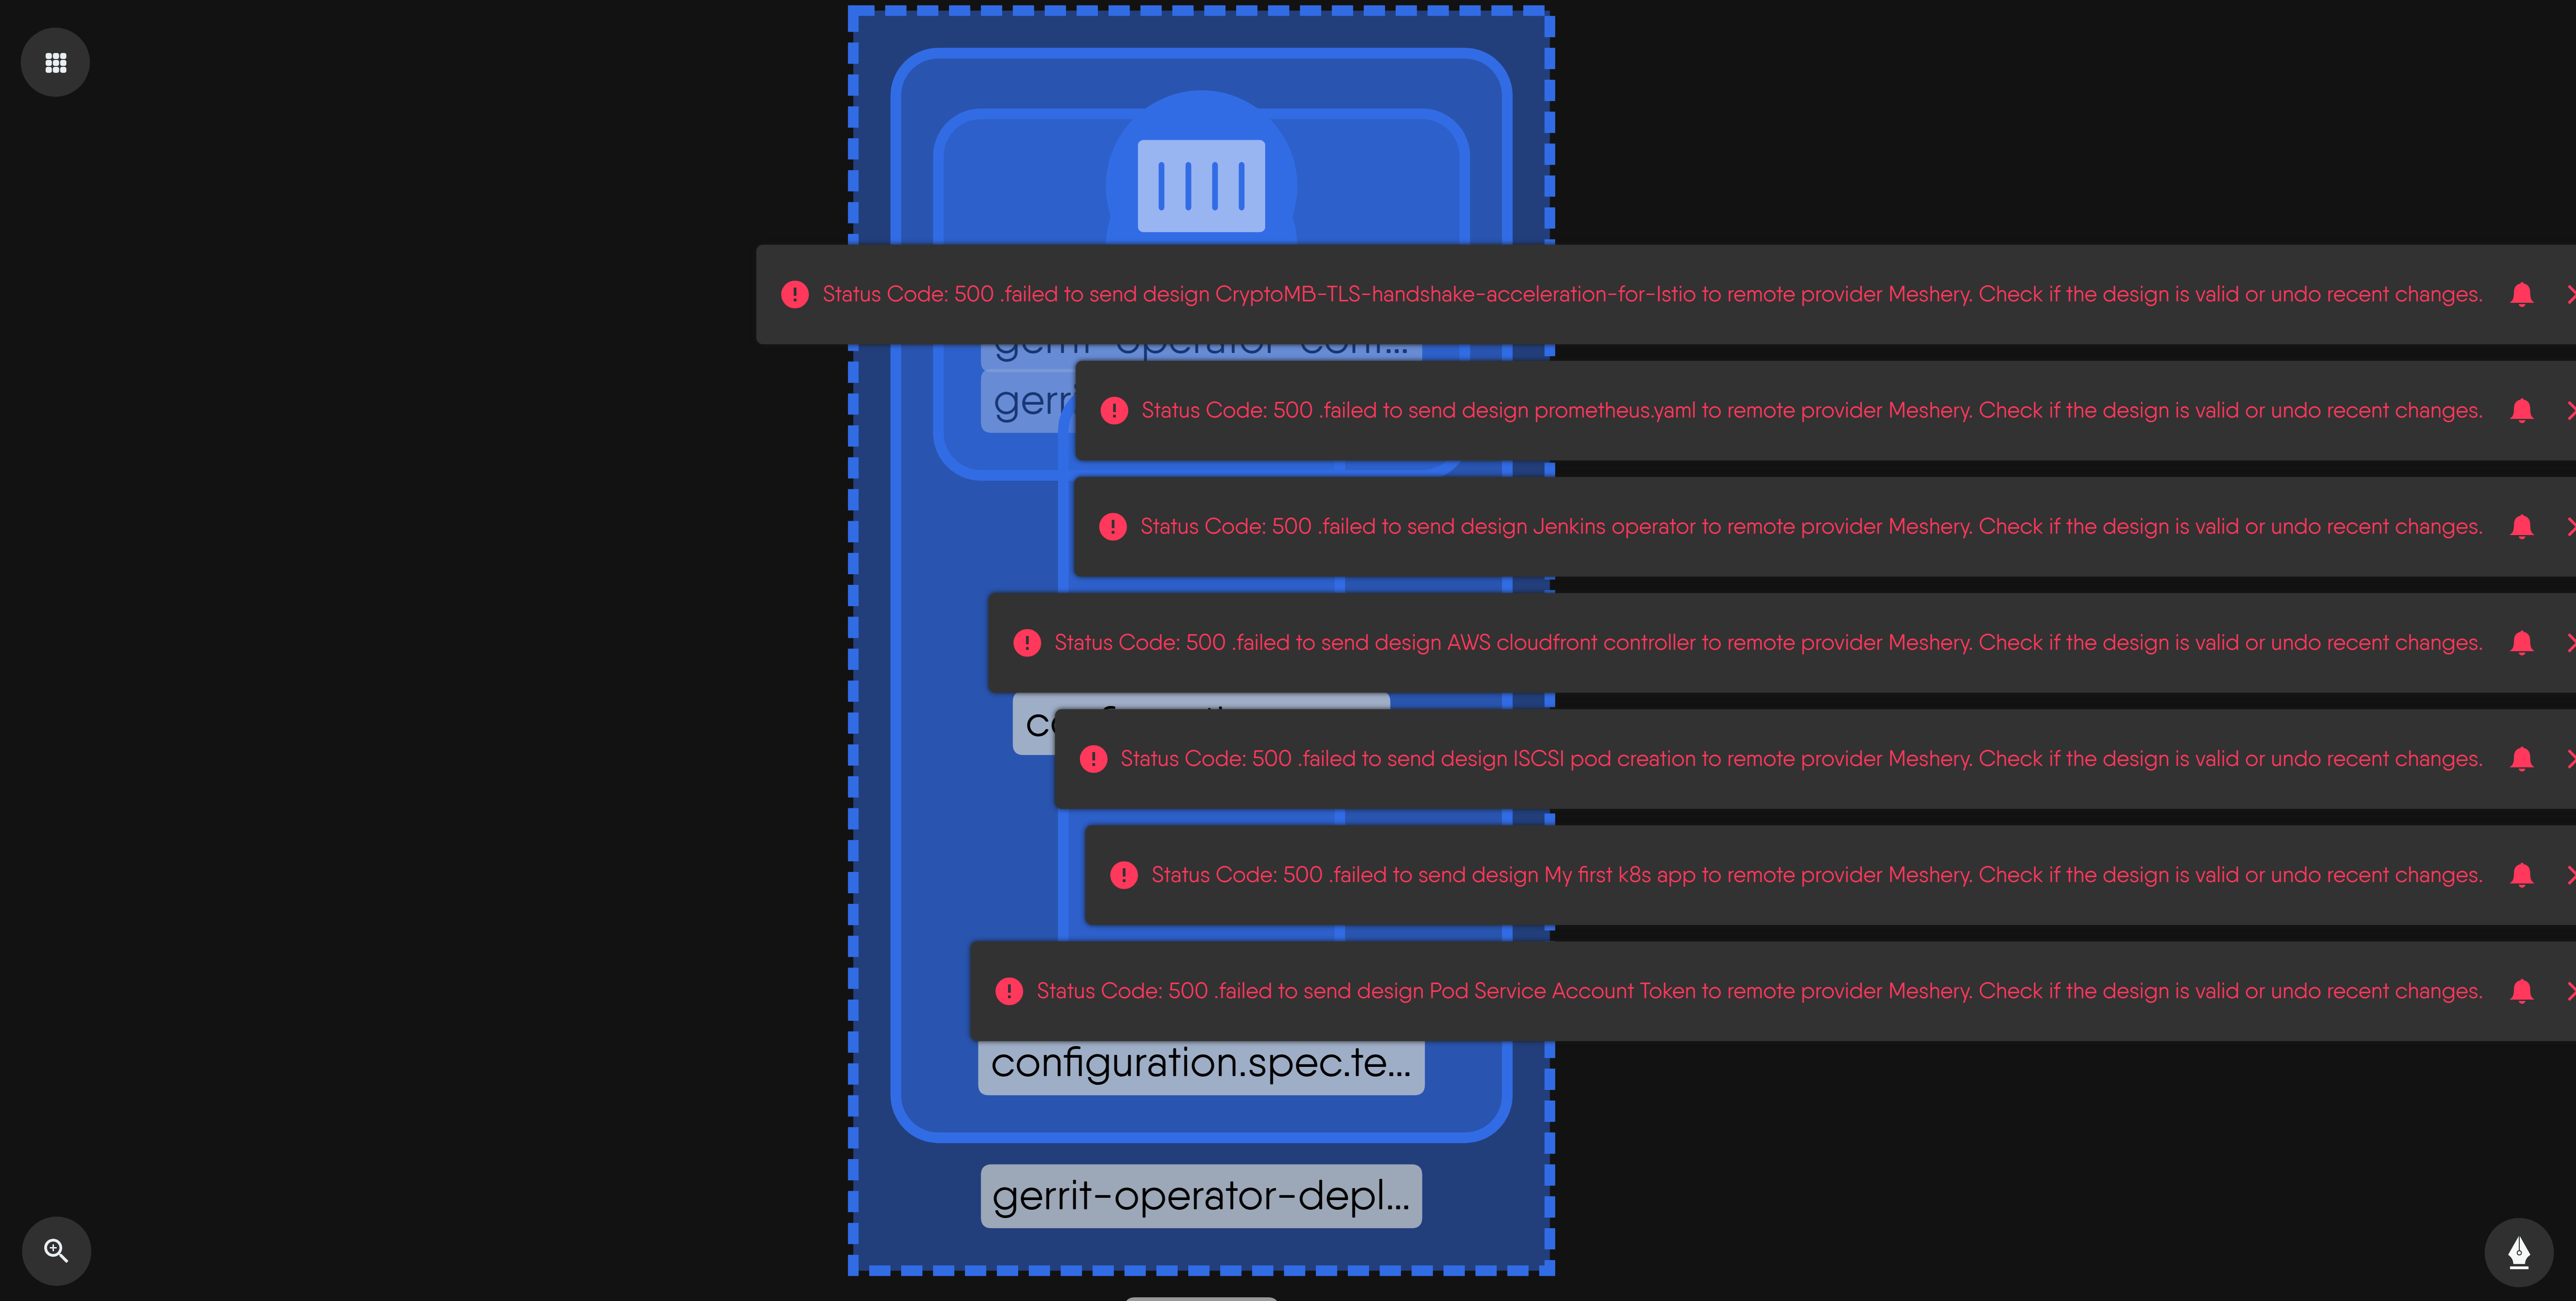 Status Code: 500 .failed to send design CryptoMB-TLS-handshake-acceleration-for-Istio to remote provider Meshery. Check if the design is valid or undo recent changes.
gerrit-operator-com...
gerr
Status Code: 500 .failed to send design prometheus.yaml to remote provider Meshery. Check if the design is valid or undo recent changes.
Status Code: 500 .failed to send design Jenkins operator to remote provider Meshery. Check if the design is valid or undo recent changes.
Status Code: 500 .failed to send design AWS cloudfront controller to remote provider Meshery. Check if the design is valid or undo recent changes.
Status Code: 500 .failed to send design ISCSI pod creation to remote provider Meshery. Check if the design is valid or undo recent changes.
Status Code: 500 .failed to send design My first k8s app to remote provider Meshery. Check if the design is valid or undo recent changes.
Status Code: 500 .failed to send design Pod Service Account Token to remote provider Meshery. Check if the design is valid or undo recent changes.
configuration.spec.te...
gerrit-operator-depl...